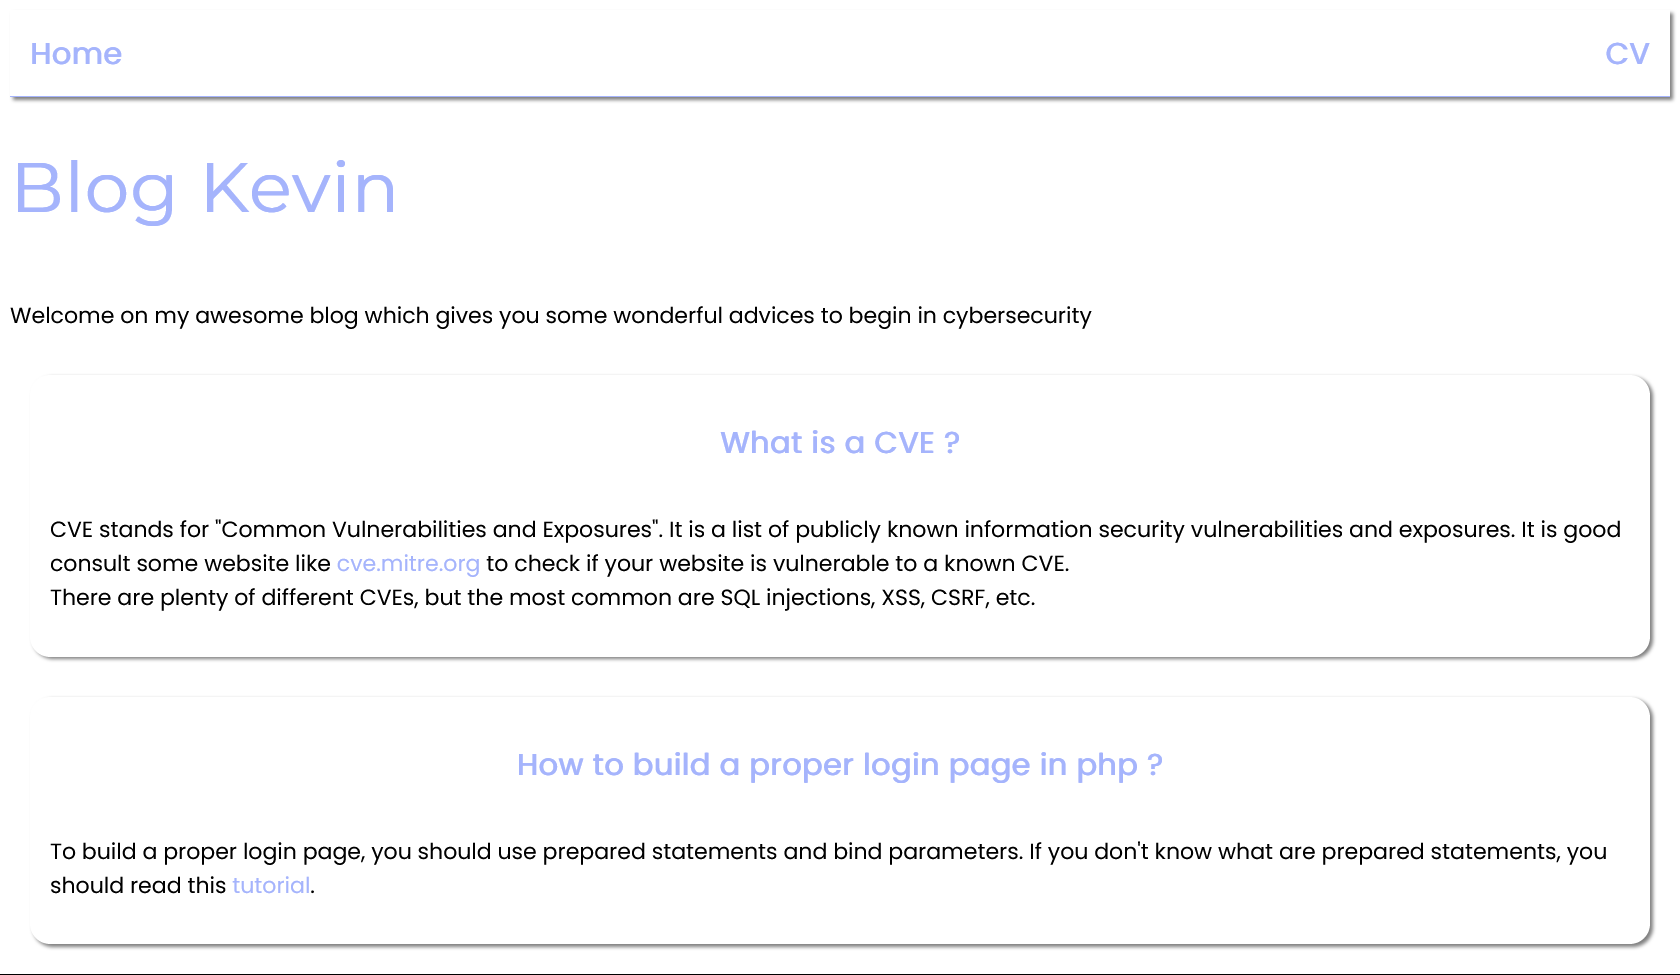 Home
CV
Blog Kevin
Welcome on my awesome blog which gives you some wonderful advices to begin in cybersecurity
What is a CVE ?
CVE stands for "Common Vulnerabilities and Exposures". It is a list of publicly known information security vulnerabilities and exposures. It is good
consult some website like cve.mitre.org to check if your website is vulnerable to a known CVE.
There are plenty of different CVEs, but the most common are SQL injections, XSS, CSRF, etc.
How to build a proper login page in php ?
To build a proper login page, you should use prepared statements and bind parameters. If you don't know what are prepared statements, you
should read this tutorial.